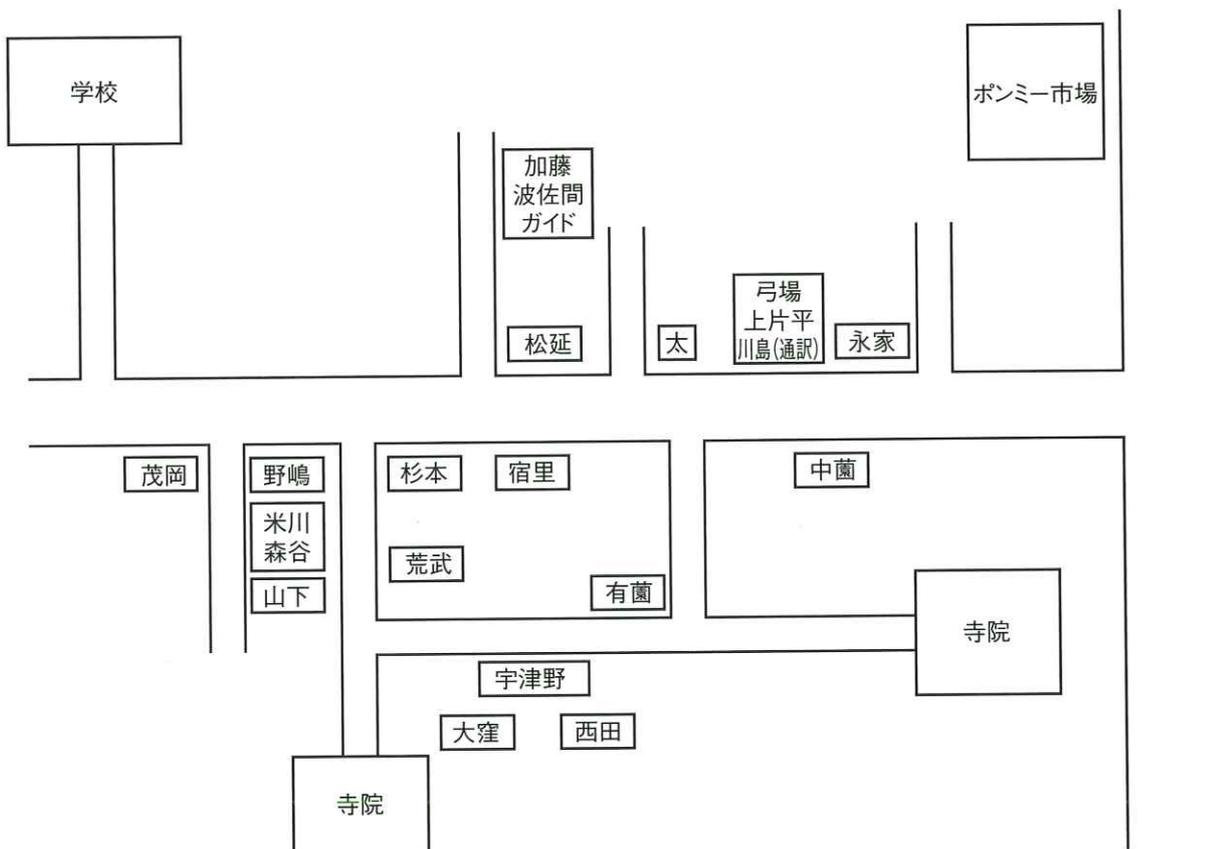 学校
ポンミー市場
加藤
波佐間
ガイド
松延
太
弓場
上片平
川島(通訳)
永家
茂岡
野嶋
米川
森谷
山下
杉本
宿里
荒武
有薗
中薗
寺院
宇津野
大窪
西田
寺院